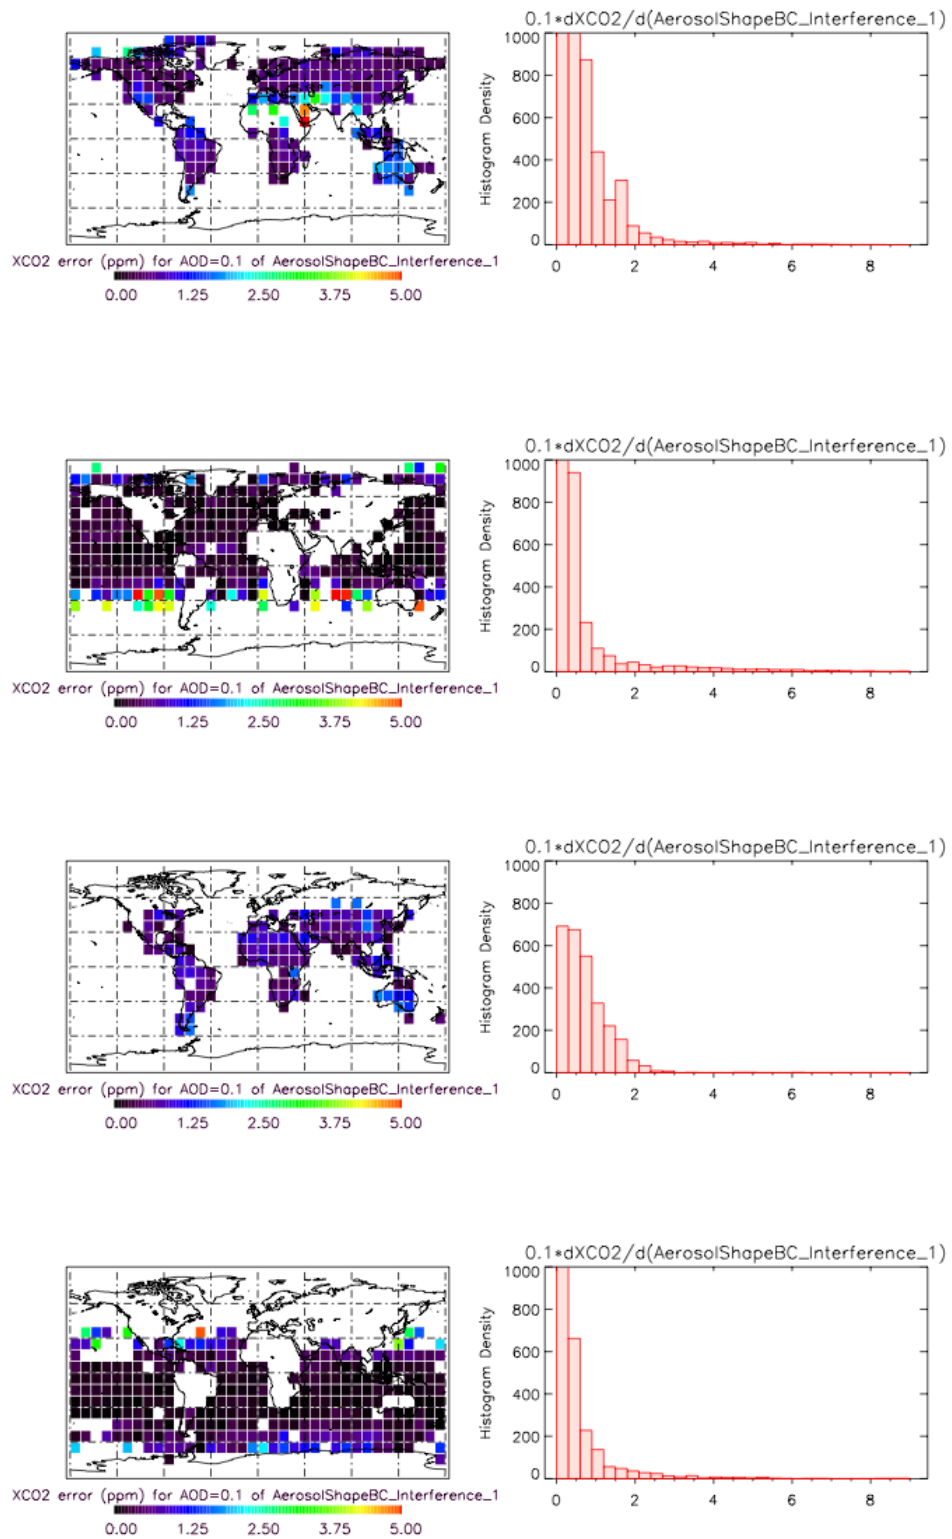 0.1*dXCO2/d(AerosolShapeBC_Interference_1)
1000
800
600
400
200
0
Histogram Density
0 2 4 6 8
XCO2 error (ppm) for AOD=0.1 of AerosolShapeBC_Interference_1
0.00 1.25 2.50 3.75 5.00
0.1*dXCO2/d(AerosolShapeBC_Interference_1)
1000
800
600
400
200
0
Histogram Density
0 2 4 6 8
XCO2 error (ppm) for AOD=0.1 of AerosolShapeBC_Interference_1
0.00 1.25 2.50 3.75 5.00
0.1*dXCO2/d(AerosolShapeBC_Interference_1)
1000
800
600
400
200
0
Histogram Density
0 2 4 6 8
XCO2 error (ppm) for AOD=0.1 of AerosolShapeBC_Interference_1
0.00 1.25 2.50 3.75 5.00
0.1*dXCO2/d(AerosolShapeBC_Interference_1)
1000
800
600
400
200
0
Histogram Density
0 2 4 6 8
XCO2 error (ppm) for AOD=0.1 of AerosolShapeBC_Interference_1
0.00 1.25 2.50 3.75 5.00